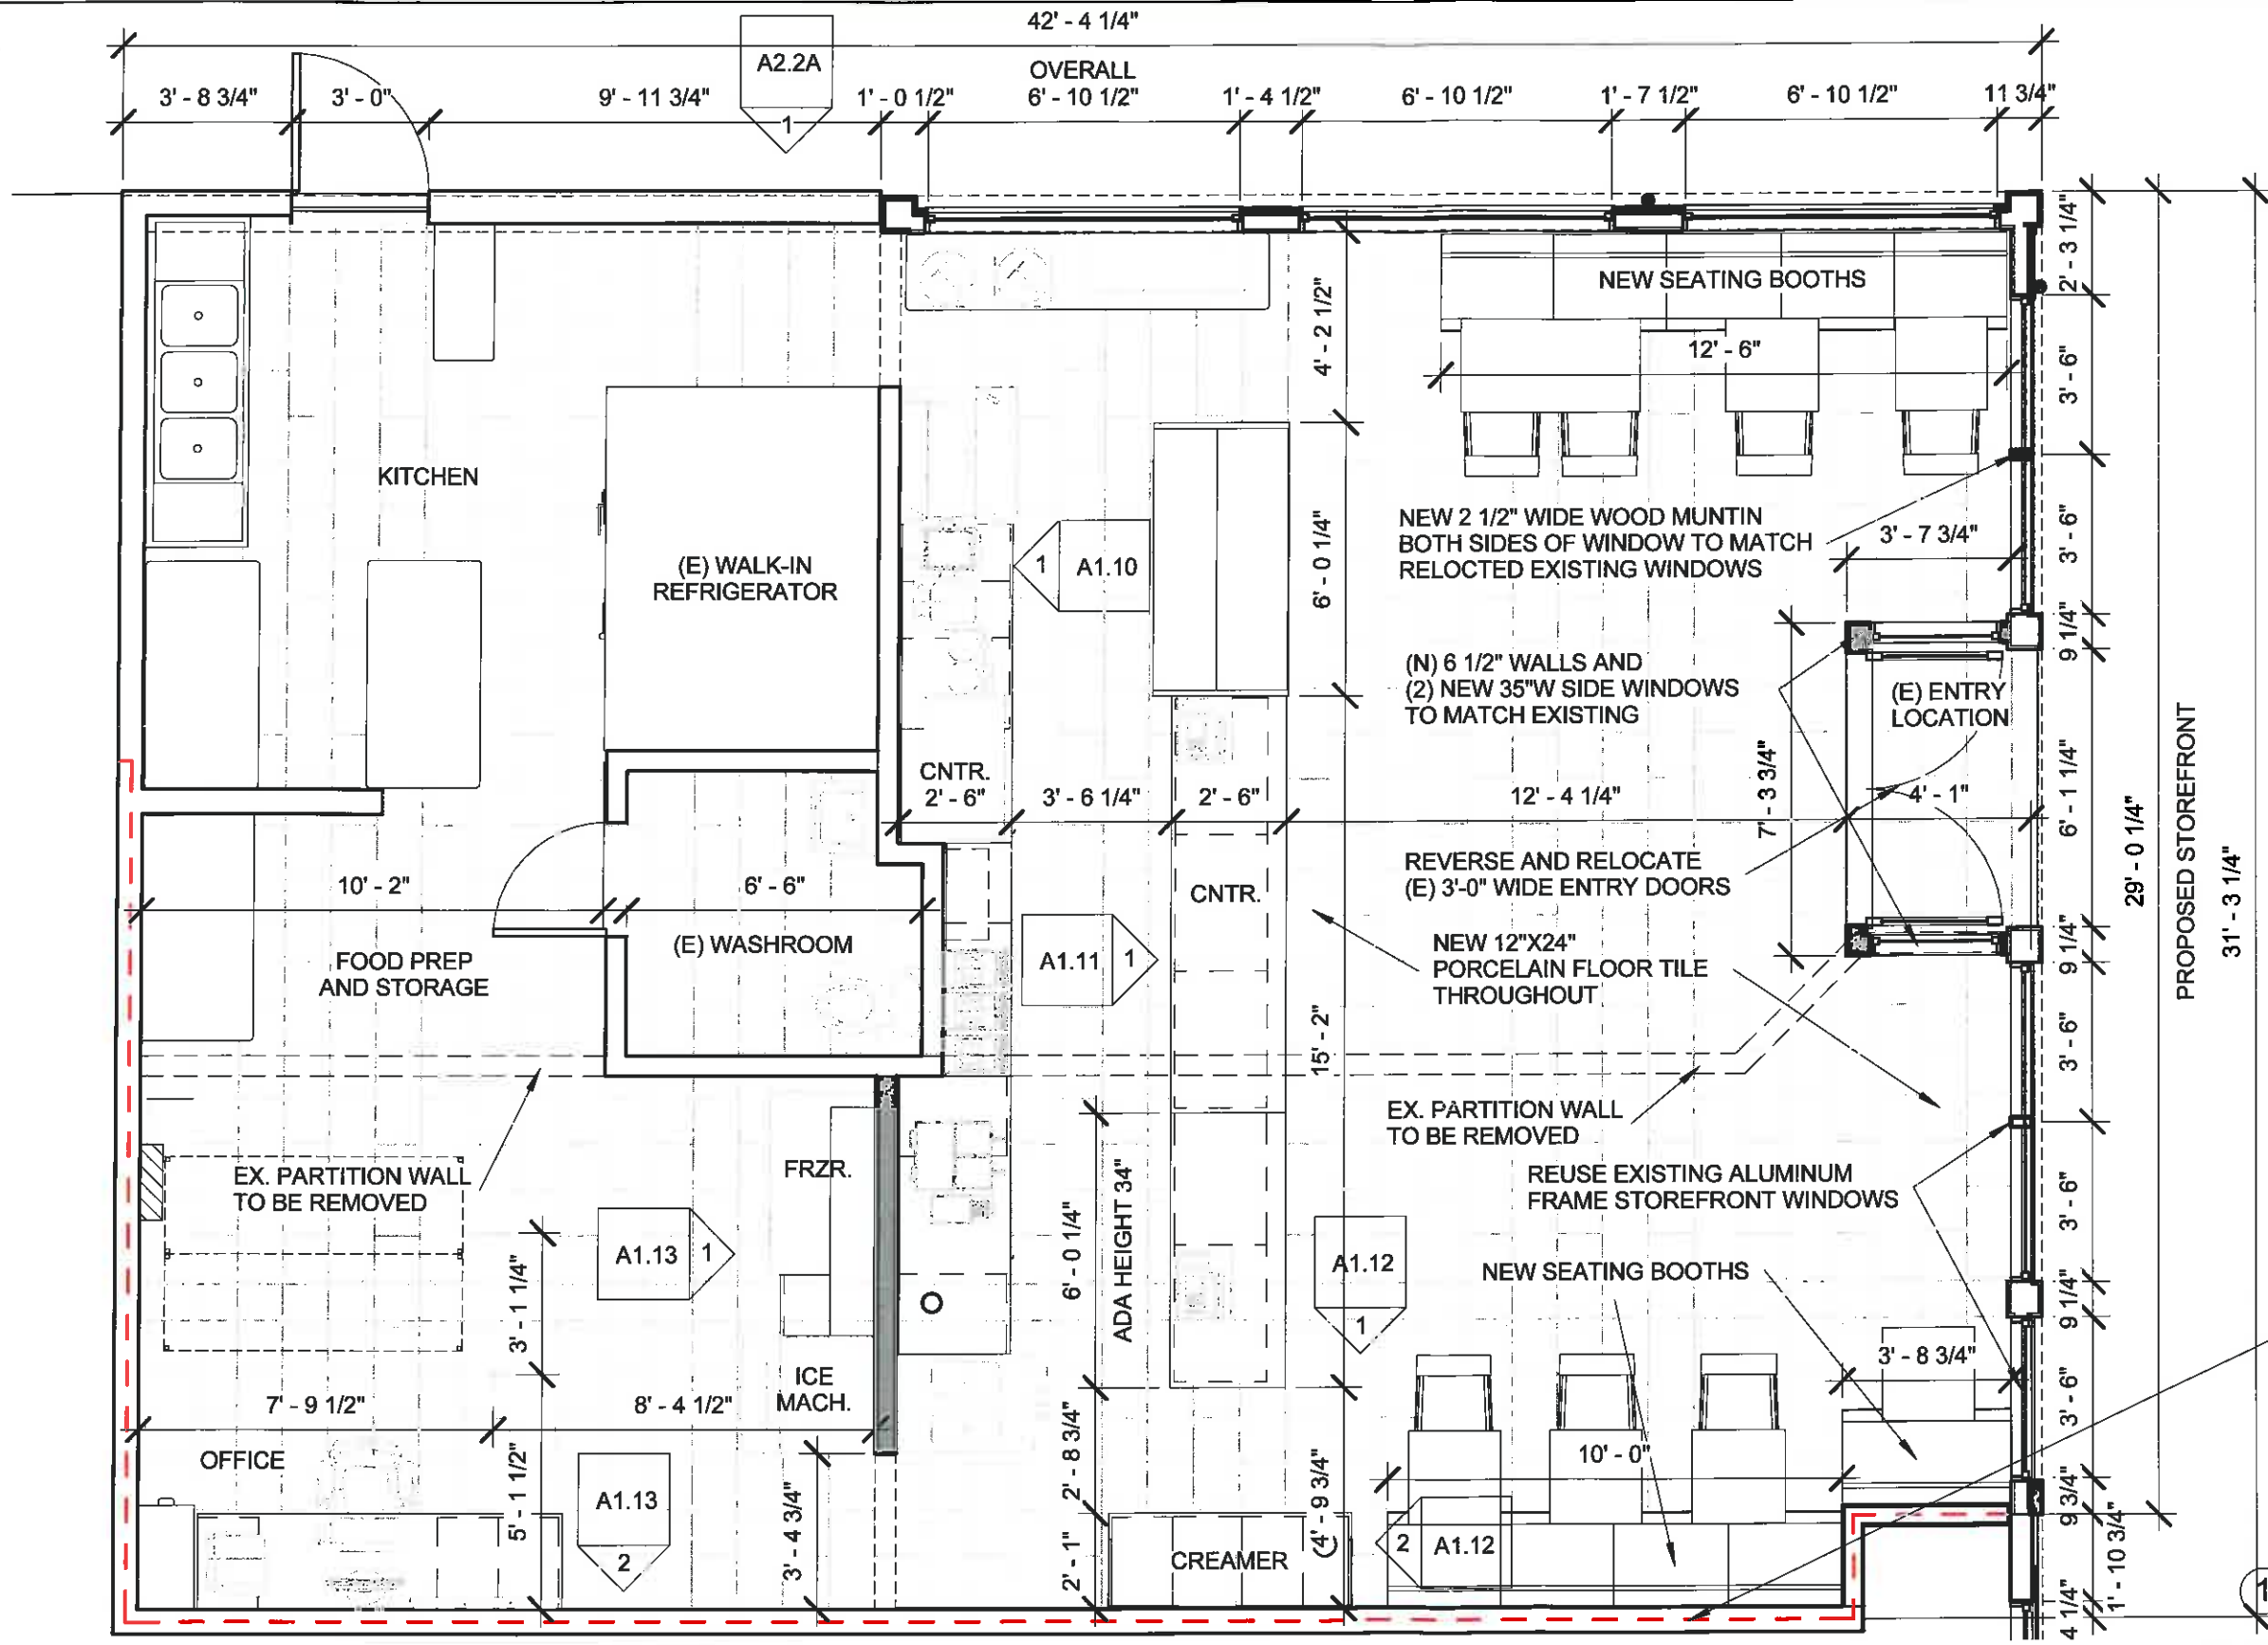 42' - 4 1/4"
OVERALL
A2.2A
1
3' - 8 3/4"
3' - 0"
9' - 11 3/4"
1' - 0 1/2"
6' - 10 1/2"
1' - 4 1/2"
6' - 10 1/2"
1' - 7 1/2"
6' - 10 1/2"
11 3/4"
2' - 3 1/4"
NEW SEATING BOOTHS
4' - 2 1/2"
12' - 6"
3' - 6"
KITCHEN
NEW 2 1/2" WIDE WOOD MUNTIN
BOTH SIDES OF WINDOW TO MATCH
RELOCTED EXISTING WINDOWS
3' - 7 3/4"
3' - 6"
(E) WALK-IN
REFRIGERATOR
1
A1.10
6' - 0 1/4"
9 1/4"
(N) 6 1/2" WALLS AND
(2) NEW 35"W SIDE WINDOWS
TO MATCH EXISTING
(E) ENTRY
LOCATION
CNTR.
2' - 6"
3' - 6 1/4"
2' - 6"
12' - 4 1/4"
7' - 3 3/4"
4' - 1"
6' - 1 1/4"
29' - 0 1/4"
PROPOSED STOREFRONT
31' - 3 1/4"
10' - 2"
6' - 6"
CNTR.
REVERSE AND RELOCATE
(E) 3'-0" WIDE ENTRY DOORS
(E) WASHROOM
FOOD PREP
AND STORAGE
A1.11
1
NEW 12"X24"
PORCELAIN FLOOR TILE
THROUGHOUT
9 1/4"
15' - 2"
3' - 6"
EX. PARTITION WALL
TO BE REMOVED
EX. PARTITION WALL
TO BE REMOVED
FRZR.
REUSE EXISTING ALUMINUM
FRAME STOREFRONT WINDOWS
3' - 6"
A1.13
1
3' - 1 1/4"
6' - 0 1/4"
ADA HEIGHT 34"
A1.12
1
NEW SEATING BOOTHS
9 1/4"
3' - 8 3/4"
ICE
MACH.
7' - 9 1/2"
8' - 4 1/2"
3' - 6"
OFFICE
5' - 1 1/2"
A1.13
2
3' - 4 3/4"
2' - 8 3/4"
2' - 1"
(4' - 9 3/4"
10' - 0"
CREAMER
2
A1.12
9 3/4"
1' - 10 3/4"
4 1/4"
1